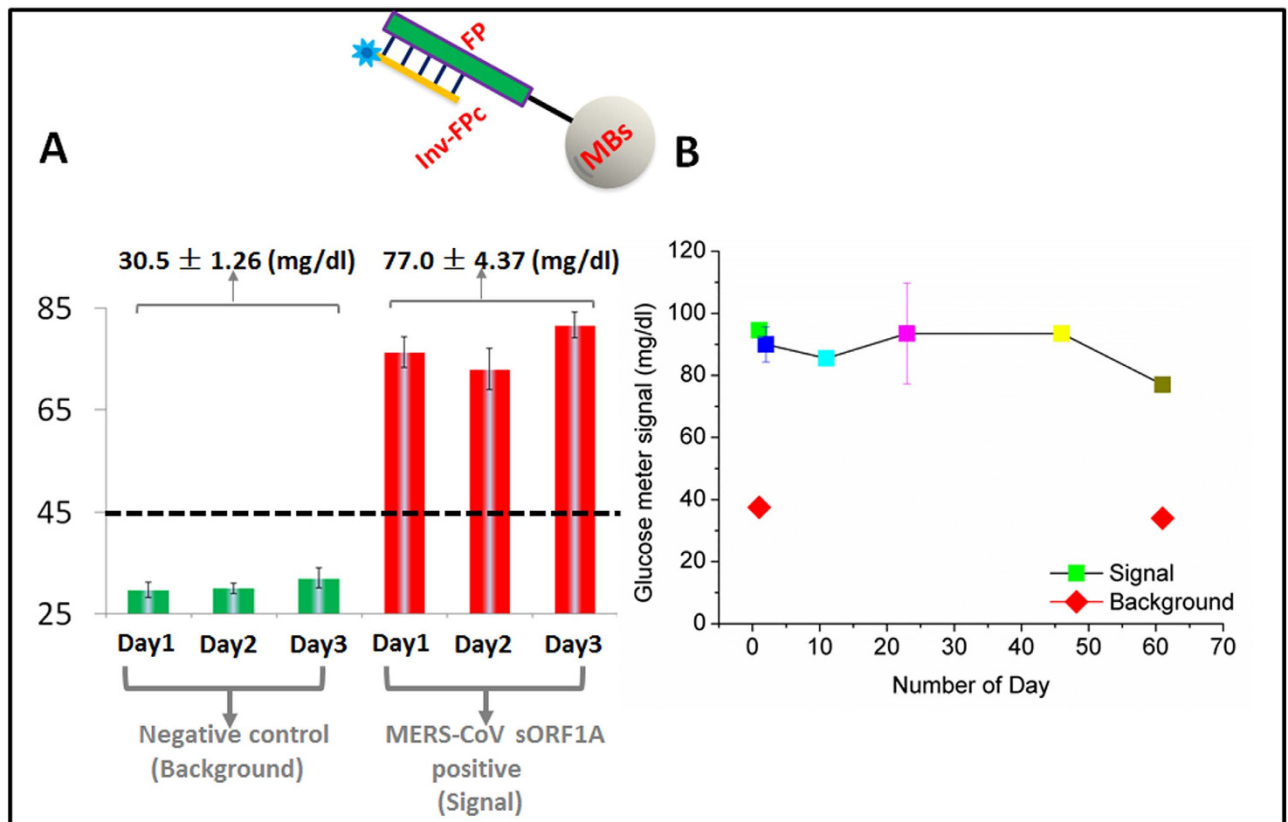 FP
Inv-FPc
MBs
A
B
30.5 ± 1.26 (mg/dl)
77.0 ± 4.37 (mg/dl)
85
65
45
25
Day1
Day2
Day3
Day1
Day2
Day3
Negative control
(Background)
MERS-CoV sORF1A
positive
(Signal)
Glucose meter signal (mg/dl)
120
100
80
60
40
20
0
Signal
Background
0
10
20
30
40
50
60
70
Number of Day